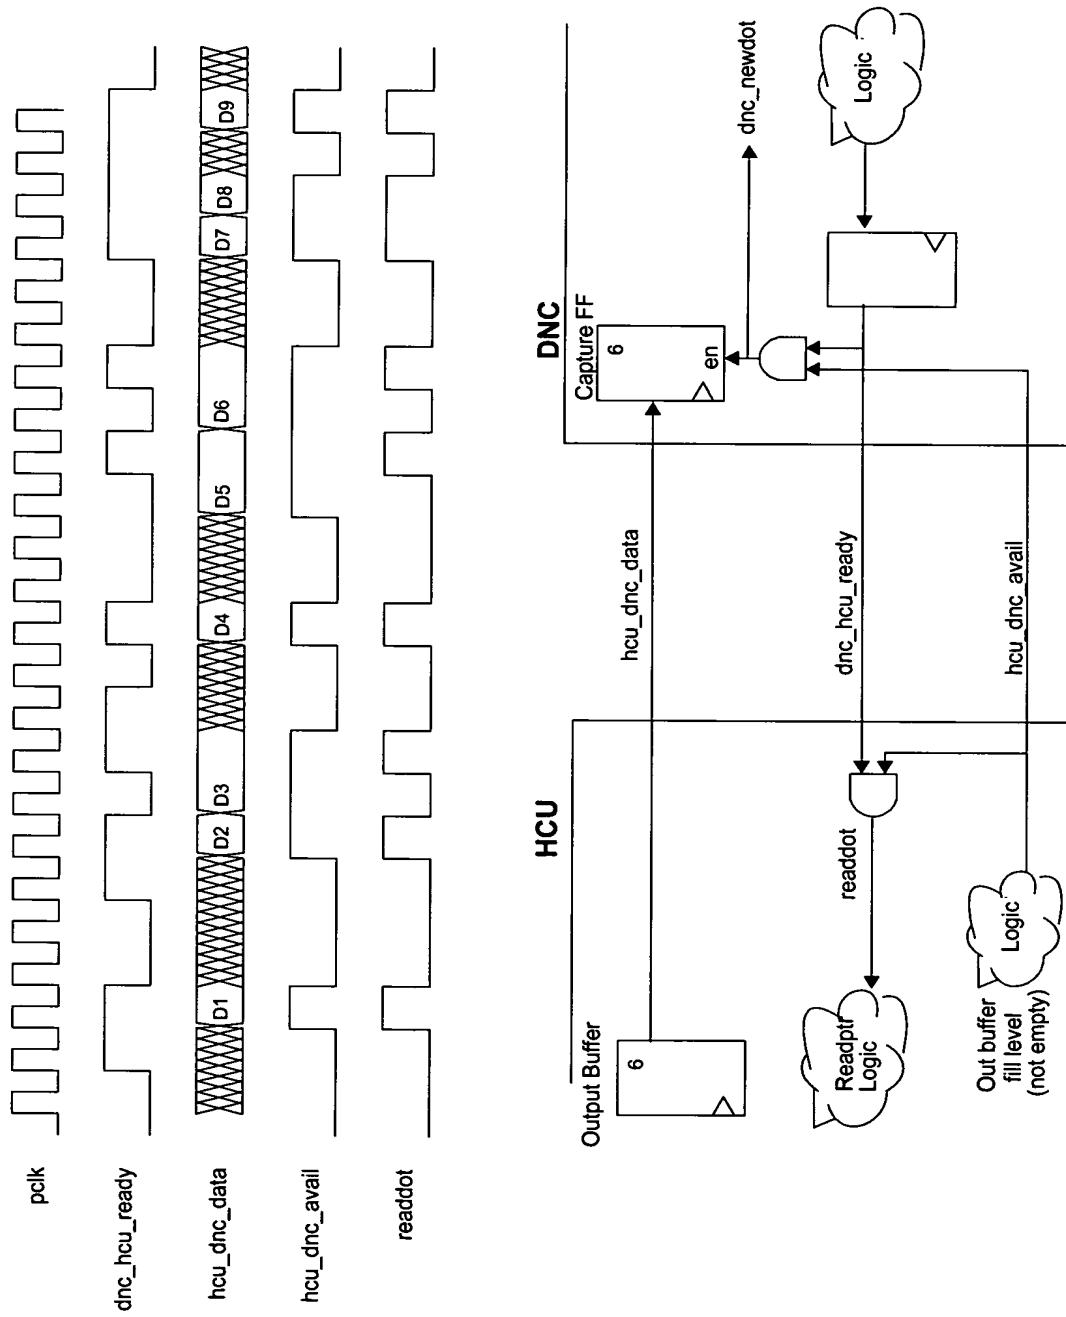 pclk
dnc_hcu_ready
hcu_dnc_data
D1
D2
D3
D4
D5
D6
D7
D8
D9
hcu_dnc_avail
readdot
HCU
DNC
Output Buffer
6
hcu_dnc_data
Capture FF
6
en
dnc_newdot
Readptr
Logic
readdot
dnc_hcu_ready
Logic
Out buffer
fill level
(not empty)
Logic
hcu_dnc_avail